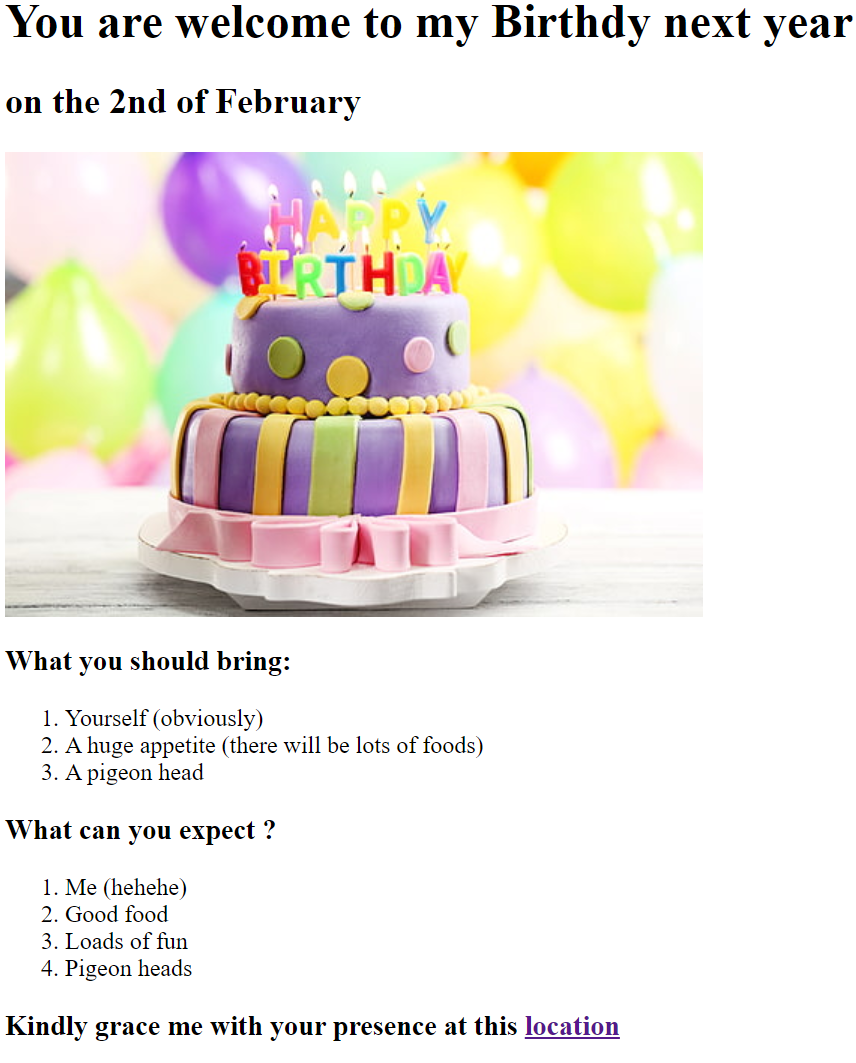 You are welcome to my Birthdy next year
on the 2nd of February
HAPPY
BIRTHDAY
What you should bring:
1. Yourself (obviously)
2. A huge appetite (there will be lots of foods)
3. A pigeon head
What can you expect ?
1. Me (hehehe)
2. Good food
3. Loads of fun
4. Pigeon heads
Kindly grace me with your presence at this location